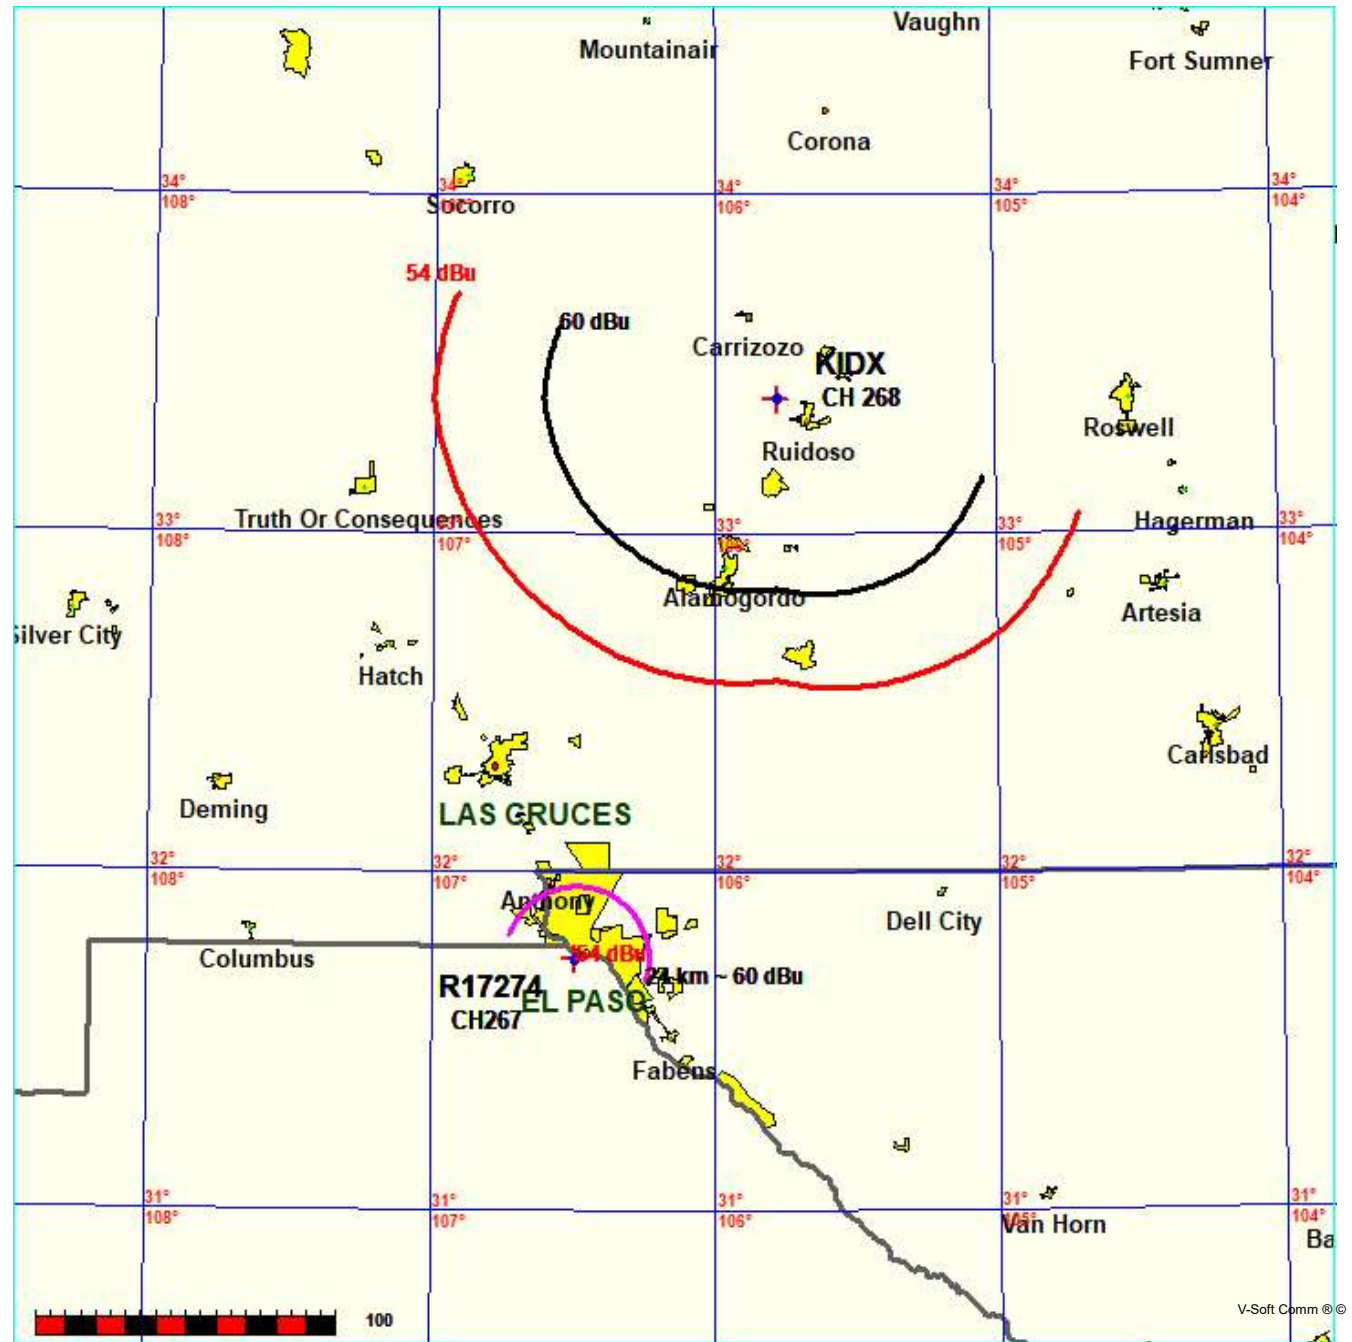 Vaughn
Mountainair
Fort Sumner
Corona
34°
108°
34°
Socorro
34°
106°
34°
105°
34°
104°
54 dBu
60 dBu
Carrizozo
KIDX
CH 268
Roswell
Ruidoso
Truth Or Consequences
33°
108°
33°
107°
33°
33°
105°
33°
104°
Hagerman
Alamogordo
Artesia
Silver City
Hatch
Carlsbad
Deming
LAS CRUCES
32°
108°
32°
107°
32°
106°
32°
105°
32°
104°
Anthony
Dell City
Columbus
54 dBu
24 km ~ 60 dBu
R17274
EL PASO
CH267
Fabens
31°
108°
31°
107°
31°
106°
31°
105°
31°
104°
Van Horn
Ba
100
V-Soft Comm ® ©